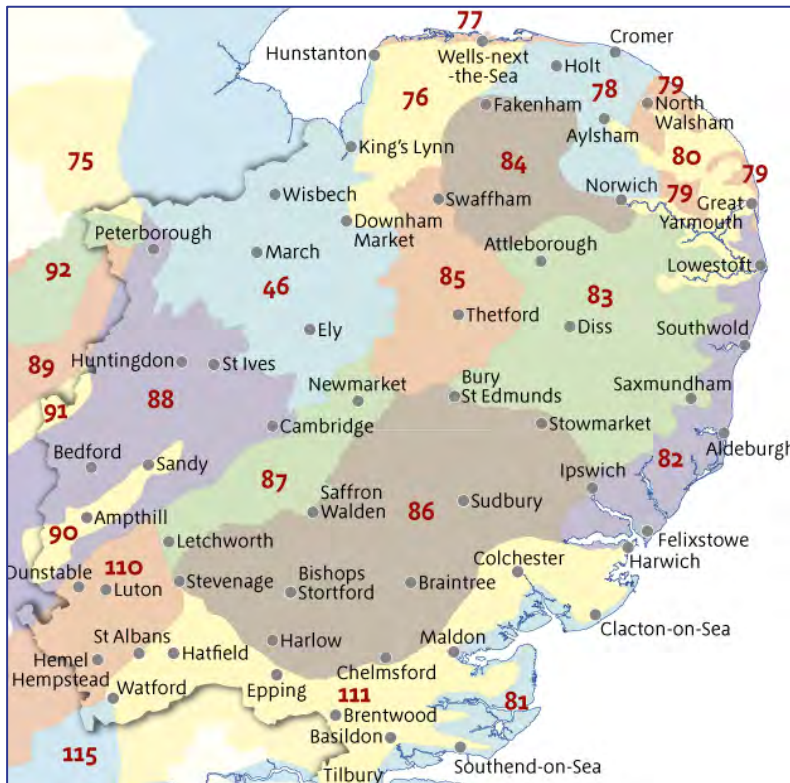 77
Cromer
Hunstanton
Wells-next
-the-Sea
Holt
79
78
76
Fakenham
North
Walsham
Aylsham
75
King's Lynn
80
84
79
Wisbech
Swaffham
Norwich
79
Great
Yarmouth
Downham
Market
Peterborough
March
Attleborough
Lowestoft
92
46
85
83
Thetford
Diss
Ely
Southwold
89
Huntingdon
St Ives
Newmarket
Bury
St Edmunds
Saxmundham
88
91
Cambridge
Stowmarket
Aldeburgh
Bedford
Sandy
82
Ipswich
87
Saffron
Walden
86
Sudbury
Ampthill
90
Felixstowe
Letchworth
Harwich
Colchester
110
Dunstable
Luton
Stevenage
Bishops
Stortford
Braintree
Clacton-on-Sea
St Albans
Hatfield
Harlow
Maldon
Hemel
Hempstead
Chelmsford
Epping
Watford
111
81
Brentwood
Basildon
115
Southend-on-Sea
Tilbury